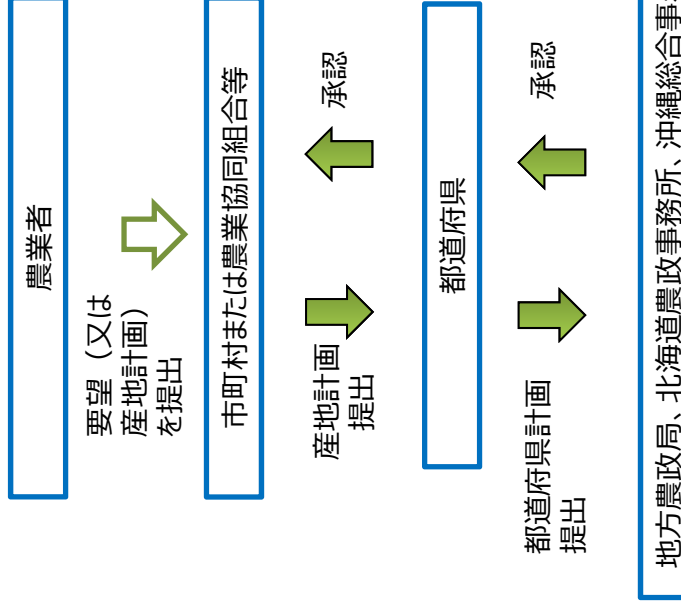 農業者
要望（又は
産地計画）
を提出
市町村または農業協同組合等
産地計画
提出
承認
都道府県
都道府県計画
提出
承認
地方農政局、北海道農政事務所、沖縄総合事